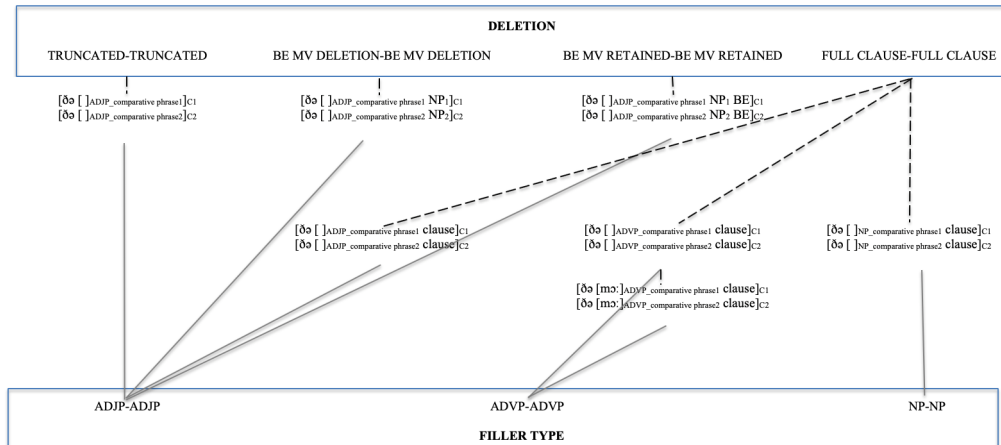 DELETION
TRUNCATED-TRUNCATED BE MV DELETION-BE MV DELETION BE MV RETAINED-BE MV RETAINED FULL CLAUSE-FULL CLAUSE
[ðə [ ]ADJP_comparative phrase1]C1 [ðə [ ]ADJP_comparative phrase1 NP1]C1 [ðə [ ]ADJP_comparative phrase1 NP1 BE]C1
[ðə [ ]ADJP_comparative phrase2]C2 [ðə [ ]ADJP_comparative phrase2 NP2]C2 [ðə [ ]ADJP_comparative phrase2 NP2 BE]C2
[ðə [ ]ADJP_comparative phrase1 clause]C1 [ðə [ ]ADVP_comparative phrase1 clause]C1 [ðə [ ]NP_comparative phrase1 clause]C1
[ðə [ ]ADJP_comparative phrase2 clause]C2 [ðə [ ]ADVP_comparative phrase2 clause]C2 [ðə [ ]NP_comparative phrase2 clause]C2
[ðə [mɔː]ADVP_comparative phrase1 clause]C1
[ðə [mɔː]ADVP_comparative phrase2 clause]C2
ADJP-ADJP ADVP-ADVP NP-NP
FILLER TYPE